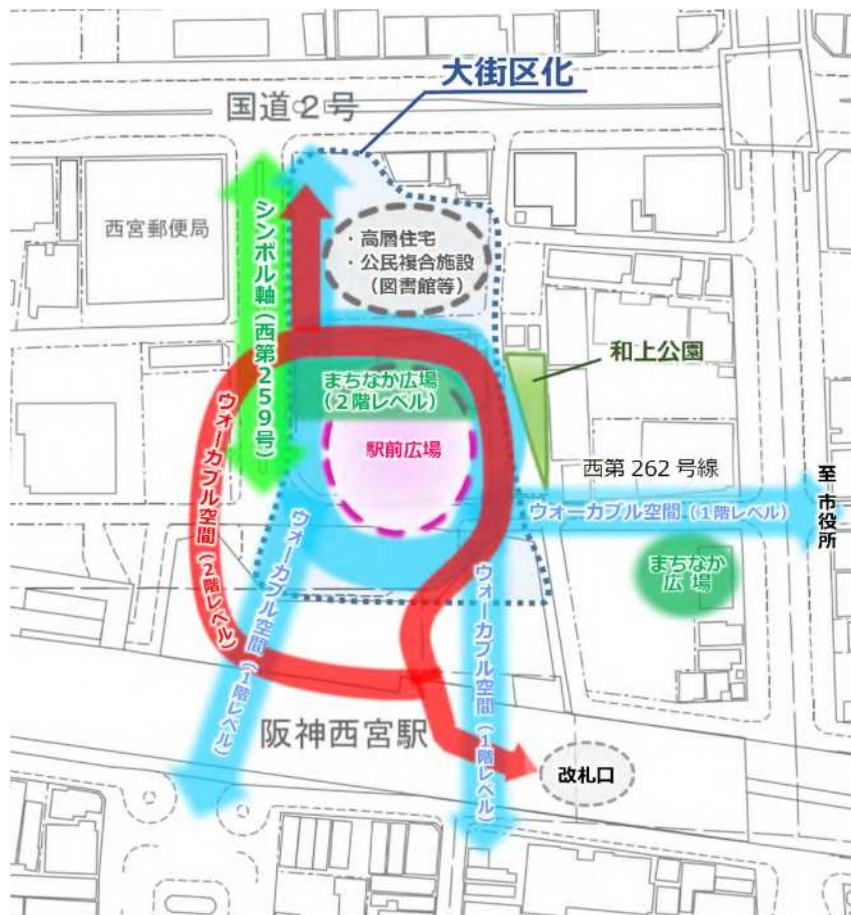 大街区化
国道2号
西宮郵便局
シンボル軸(西第259号)
・高層住宅
・公民複合施設
(図書館等)
和上公園
まちなか広場
(2階レベル)
駅前広場
西第262号線
至 市役所
ウォーカブル空間(1階レベル)
ウォーカブル空間(2階レベル)
ウォーカブル空間(1階レベル)
ウォーカブル空間(1階レベル)
まちなか
広場
阪神西宮駅
改札口